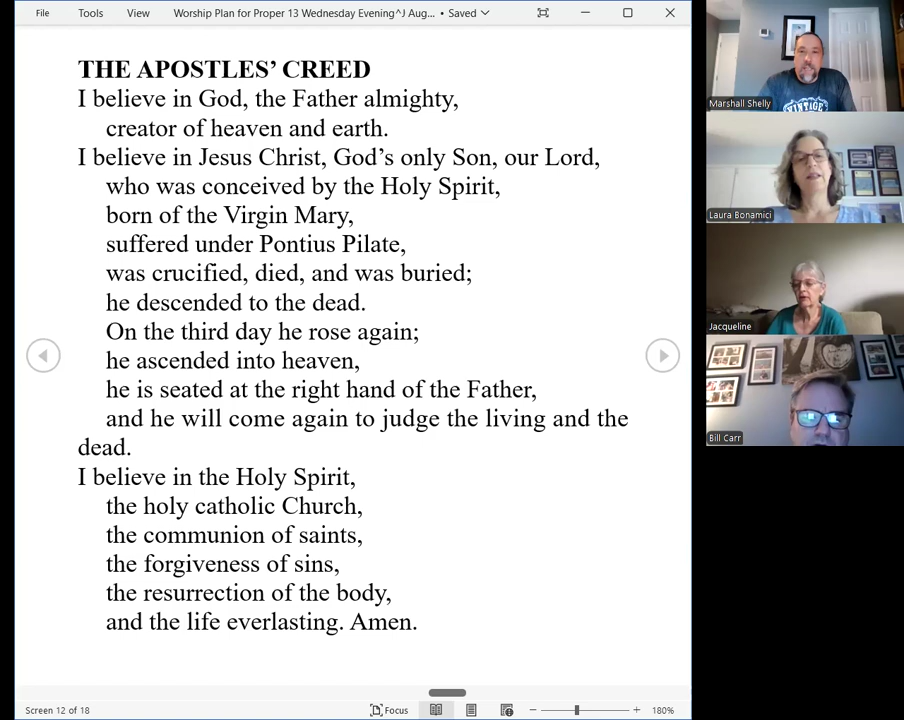 File Tools View Worship Plan for Proper 13 Wednesday Evening^J Aug... • Saved
THE APOSTLES’ CREED
I believe in God, the Father almighty,
creator of heaven and earth.
I believe in Jesus Christ, God’s only Son, our Lord,
who was conceived by the Holy Spirit,
born of the Virgin Mary,
suffered under Pontius Pilate,
was crucified, died, and was buried;
he descended to the dead.
On the third day he rose again;
he ascended into heaven,
he is seated at the right hand of the Father,
and he will come again to judge the living and the
dead.
I believe in the Holy Spirit,
the holy catholic Church,
the communion of saints,
the forgiveness of sins,
the resurrection of the body,
and the life everlasting. Amen.
Screen 12 of 18 Focus 180%
VINTAGE
Marshall Shelly
Laura Bonamici
Jacqueline
Bill Carr